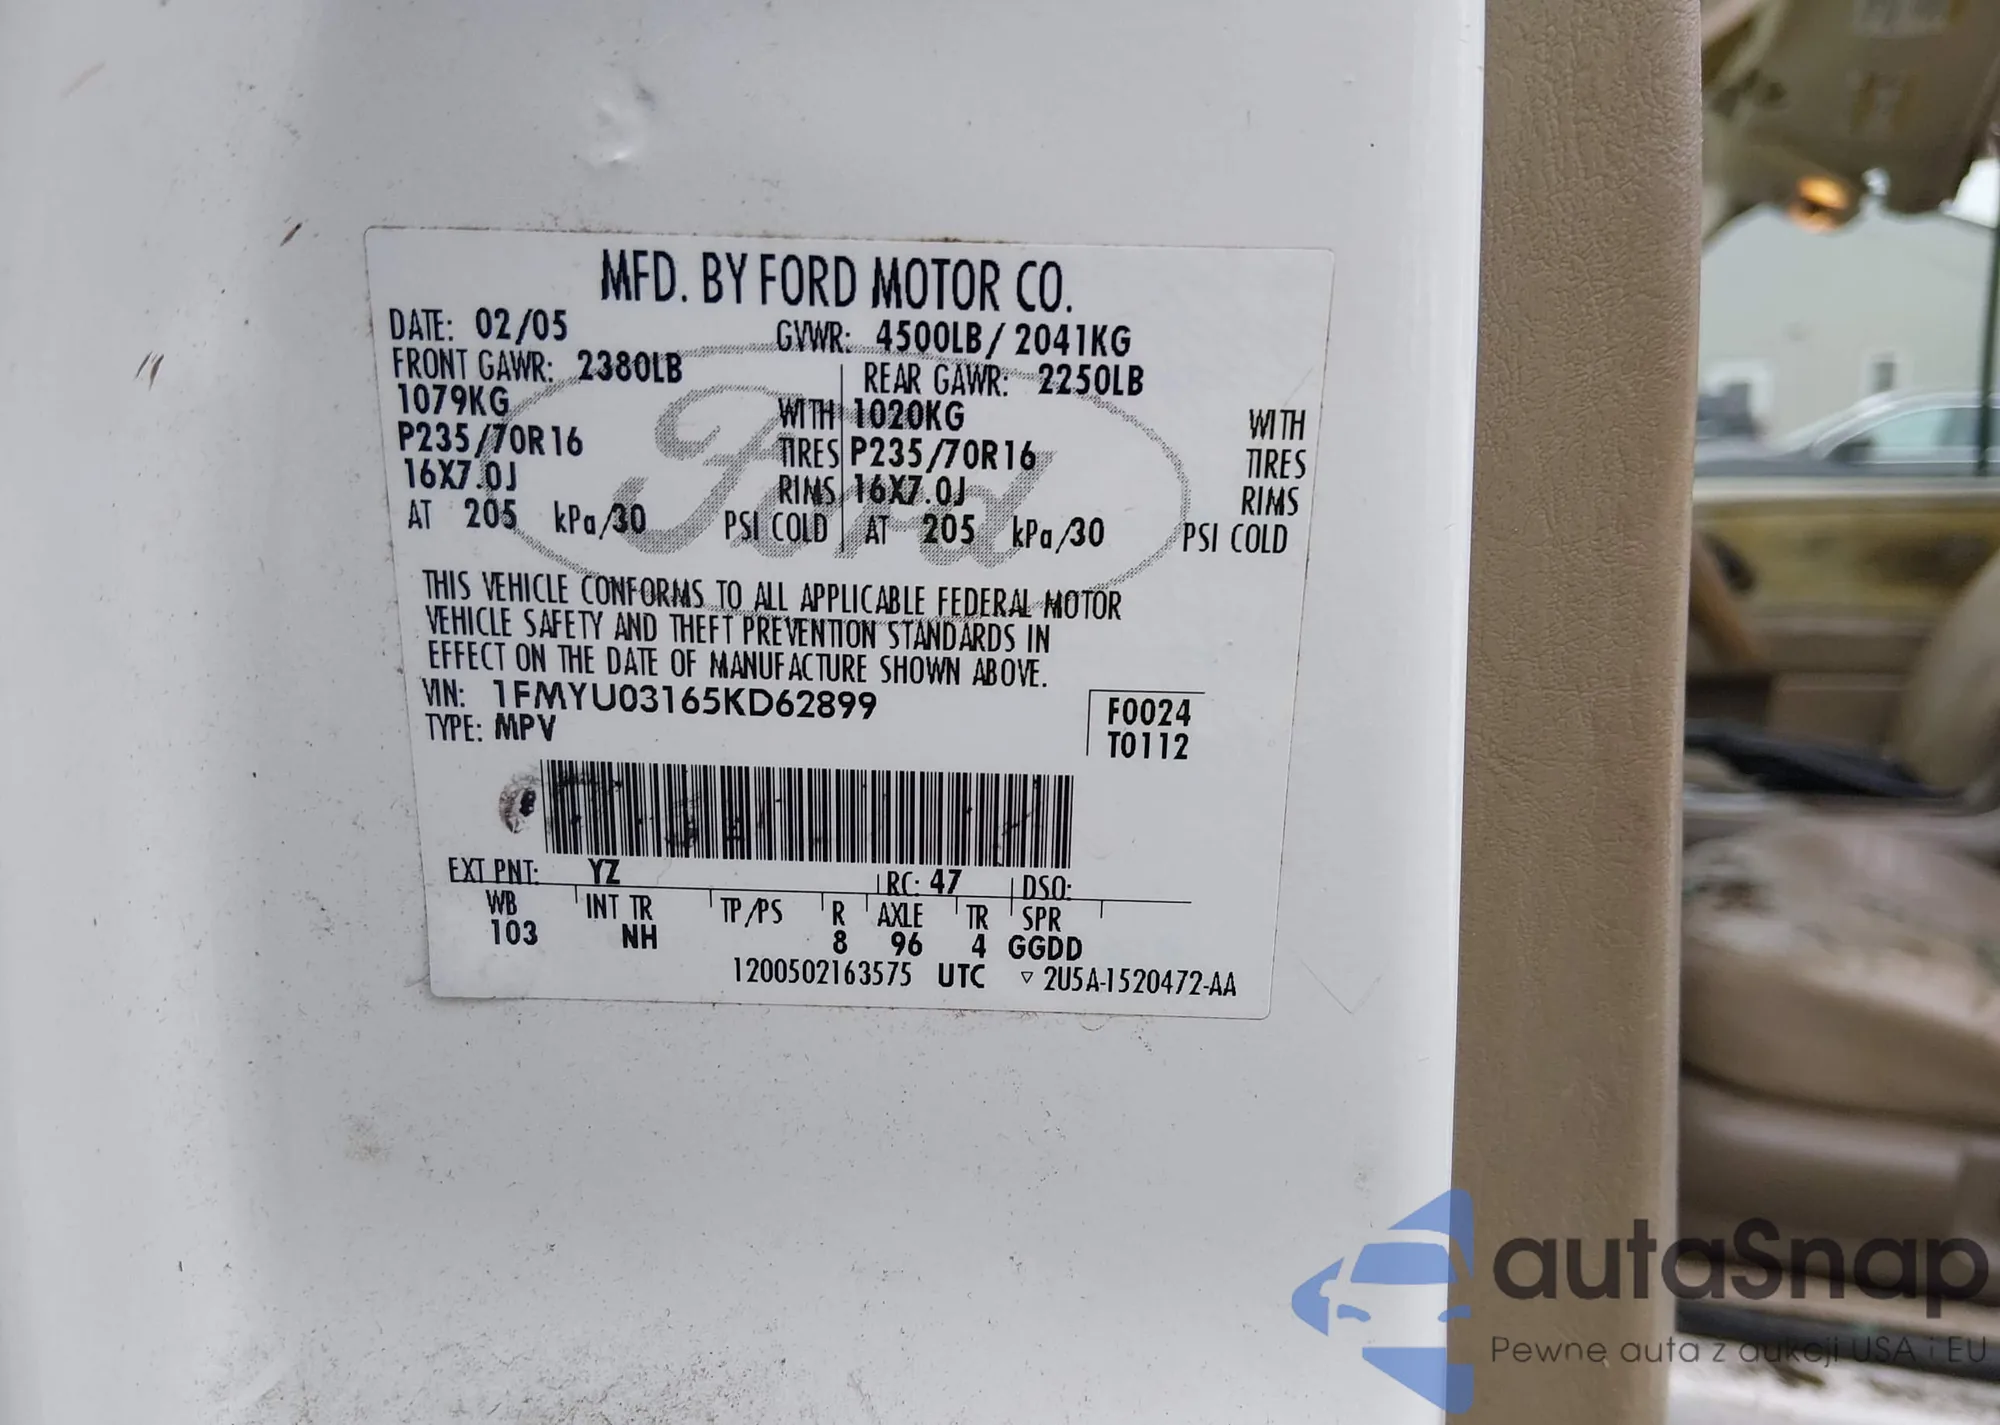 MFD. BY FORD MOTOR CO.
DATE: 02/05 GVWR: 4500LB/ 2041KG
FRONT GAWR: 2380LB REAR GAWR: 2250LB
1079KG WITH 1020KG WITH
P235/70R16 TIRES P235/70R16 TIRES
16X7.0J RIMS 16X7.0J RIMS
AT 205 kPa/30 PSI COLD AT 205 kPa/30 PSI COLD
Ford
THIS VEHICLE CONFORMS TO ALL APPLICABLE FEDERAL MOTOR
VEHICLE SAFETY AND THEFT PREVENTION STANDARDS IN
EFFECT ON THE DATE OF MANUFACTURE SHOWN ABOVE.
VIN: 1FMYU03165KD62899 F0024
TYPE: MPV T0112
EXT PNT: YZ RC: 47 DSO:
WB INT TR TP/PS R AXLE TR SPR
103 NH 8 96 4 GGDD
1200502163575 UTC ▽ 2U5A-1520472-AA
autaSnap
Pewne auta z aukcji USA i EU